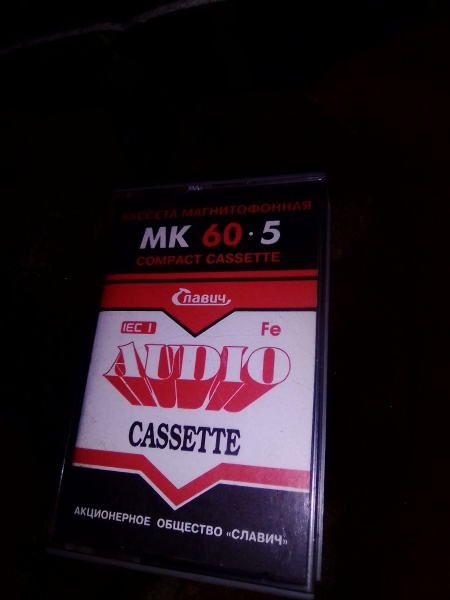 КАССЕТА МАГНИТОФОННАЯ
МК 60·5
COMPACT CASSETTE
Славич
IEC I Fe
AUDIO
CASSETTE
АКЦИОНЕРНОЕ ОБЩЕСТВО «СЛАВИЧ»